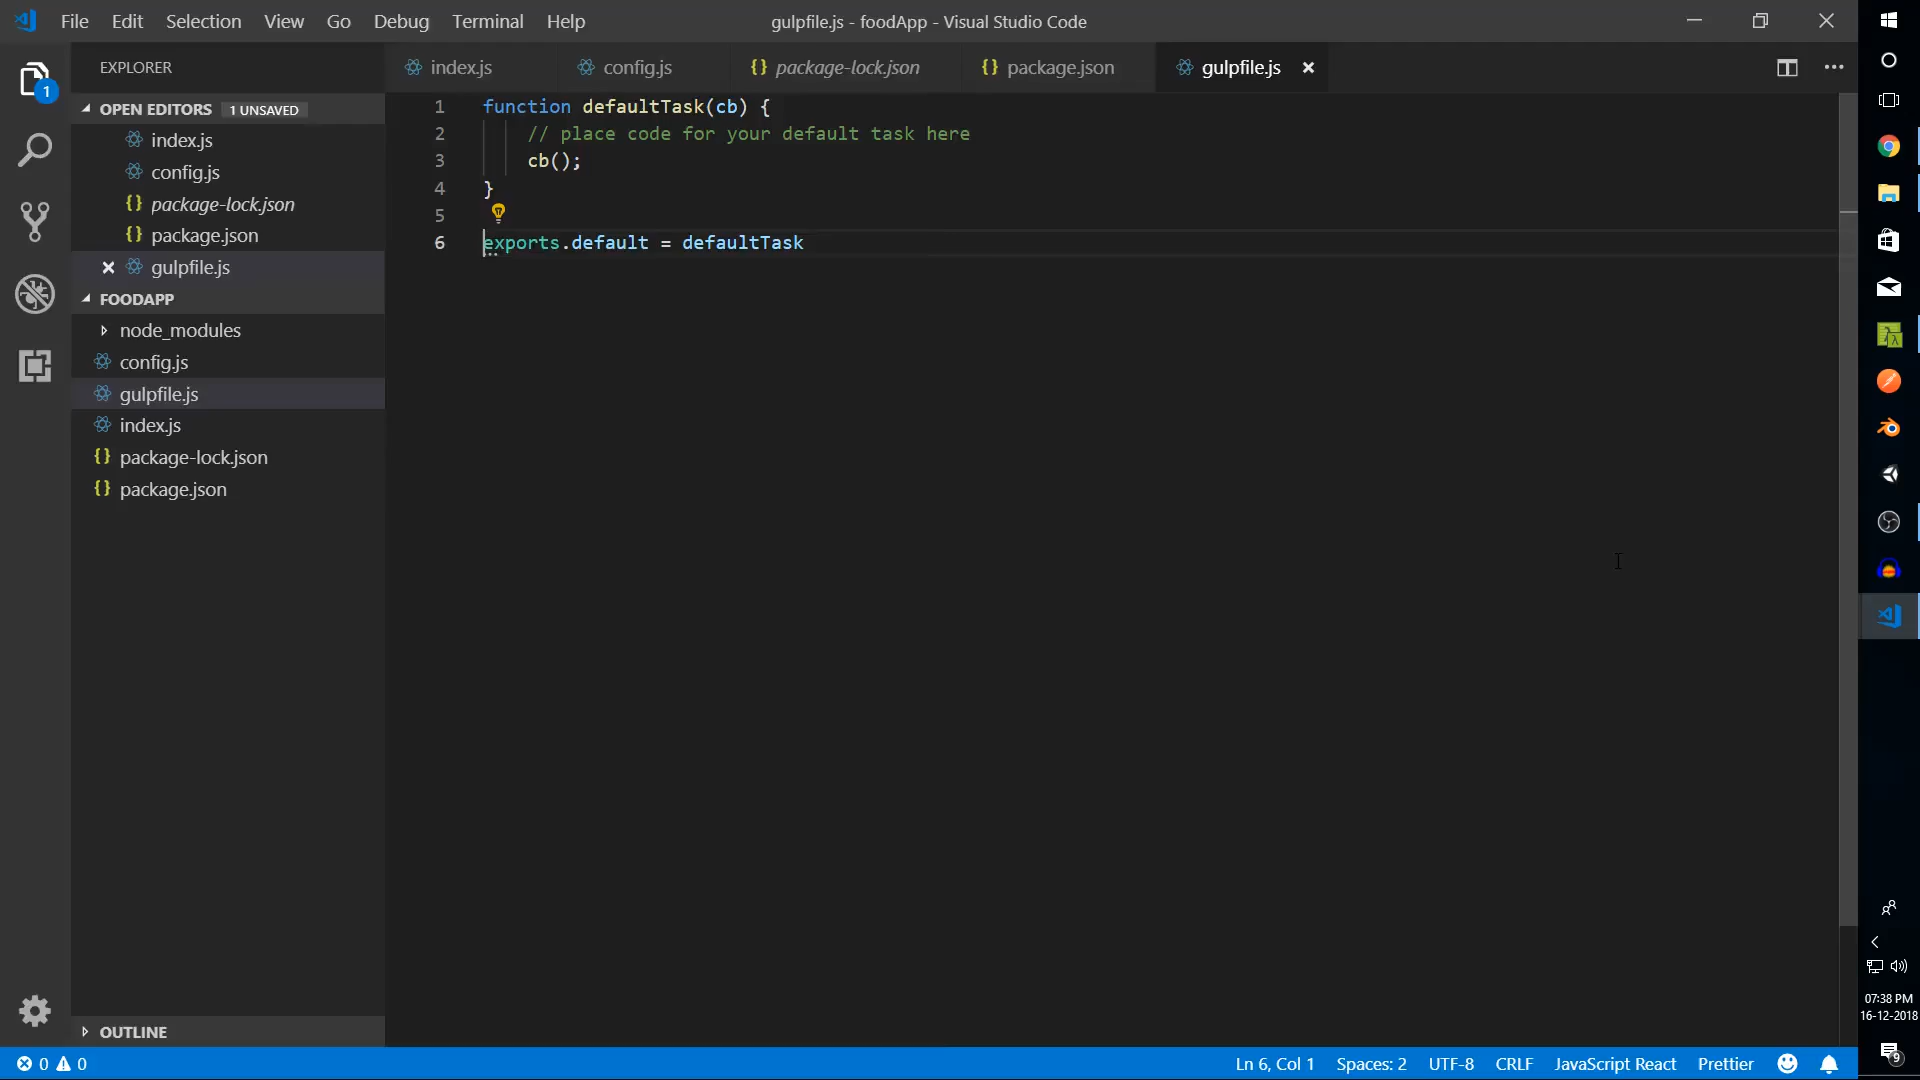 File Edit Selection View Go Debug Terminal Help
gulpfile.js - foodApp - Visual Studio Code
EXPLORER
OPEN EDITORS 1 UNSAVED
index.js
config.js
package-lock.json
package.json
gulpfile.js
FOODAPP
node_modules
config.js
gulpfile.js
index.js
package-lock.json
package.json
OUTLINE
1
index.js config.js {} package-lock.json {} package.json gulpfile.js
1 function defaultTask(cb) {
2 // place code for your default task here
3 cb();
4 }
5
6 exports.default = defaultTask
0 0
Ln 6, Col 1 Spaces: 2 UTF-8 CRLF JavaScript React Prettier
07:38 PM
16-12-2018
9